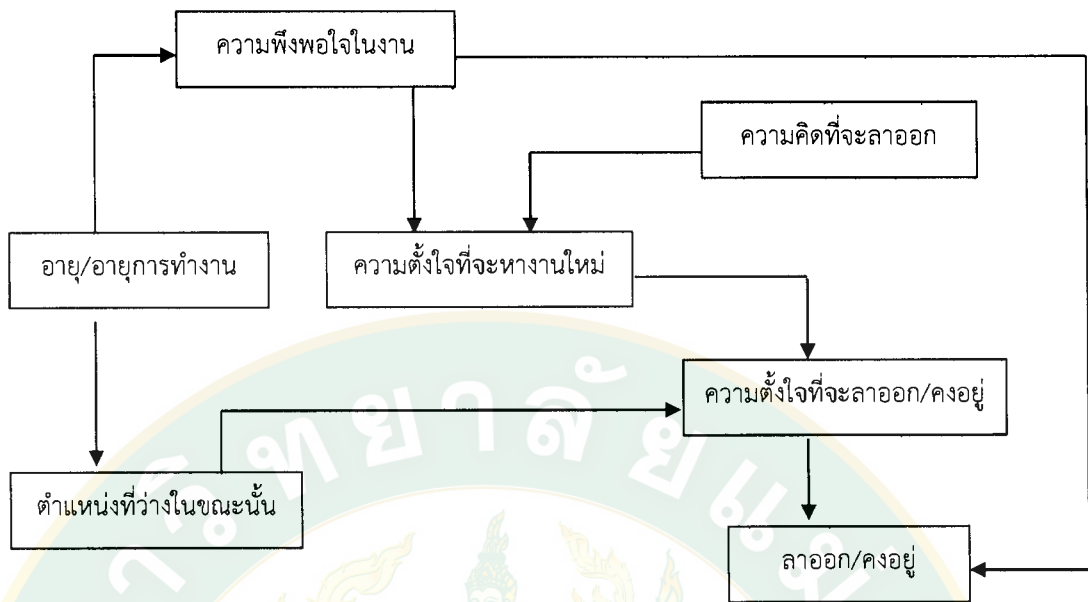 ความพึงพอใจในงาน
ความคิดที่จะลาออก
อายุ/อายุการทำงาน
ความตั้งใจที่จะหางานใหม่
ความตั้งใจที่จะลาออก/คงอยู่
ตำแหน่งที่ว่างในขณะนั้น
ลาออก/คงอยู่